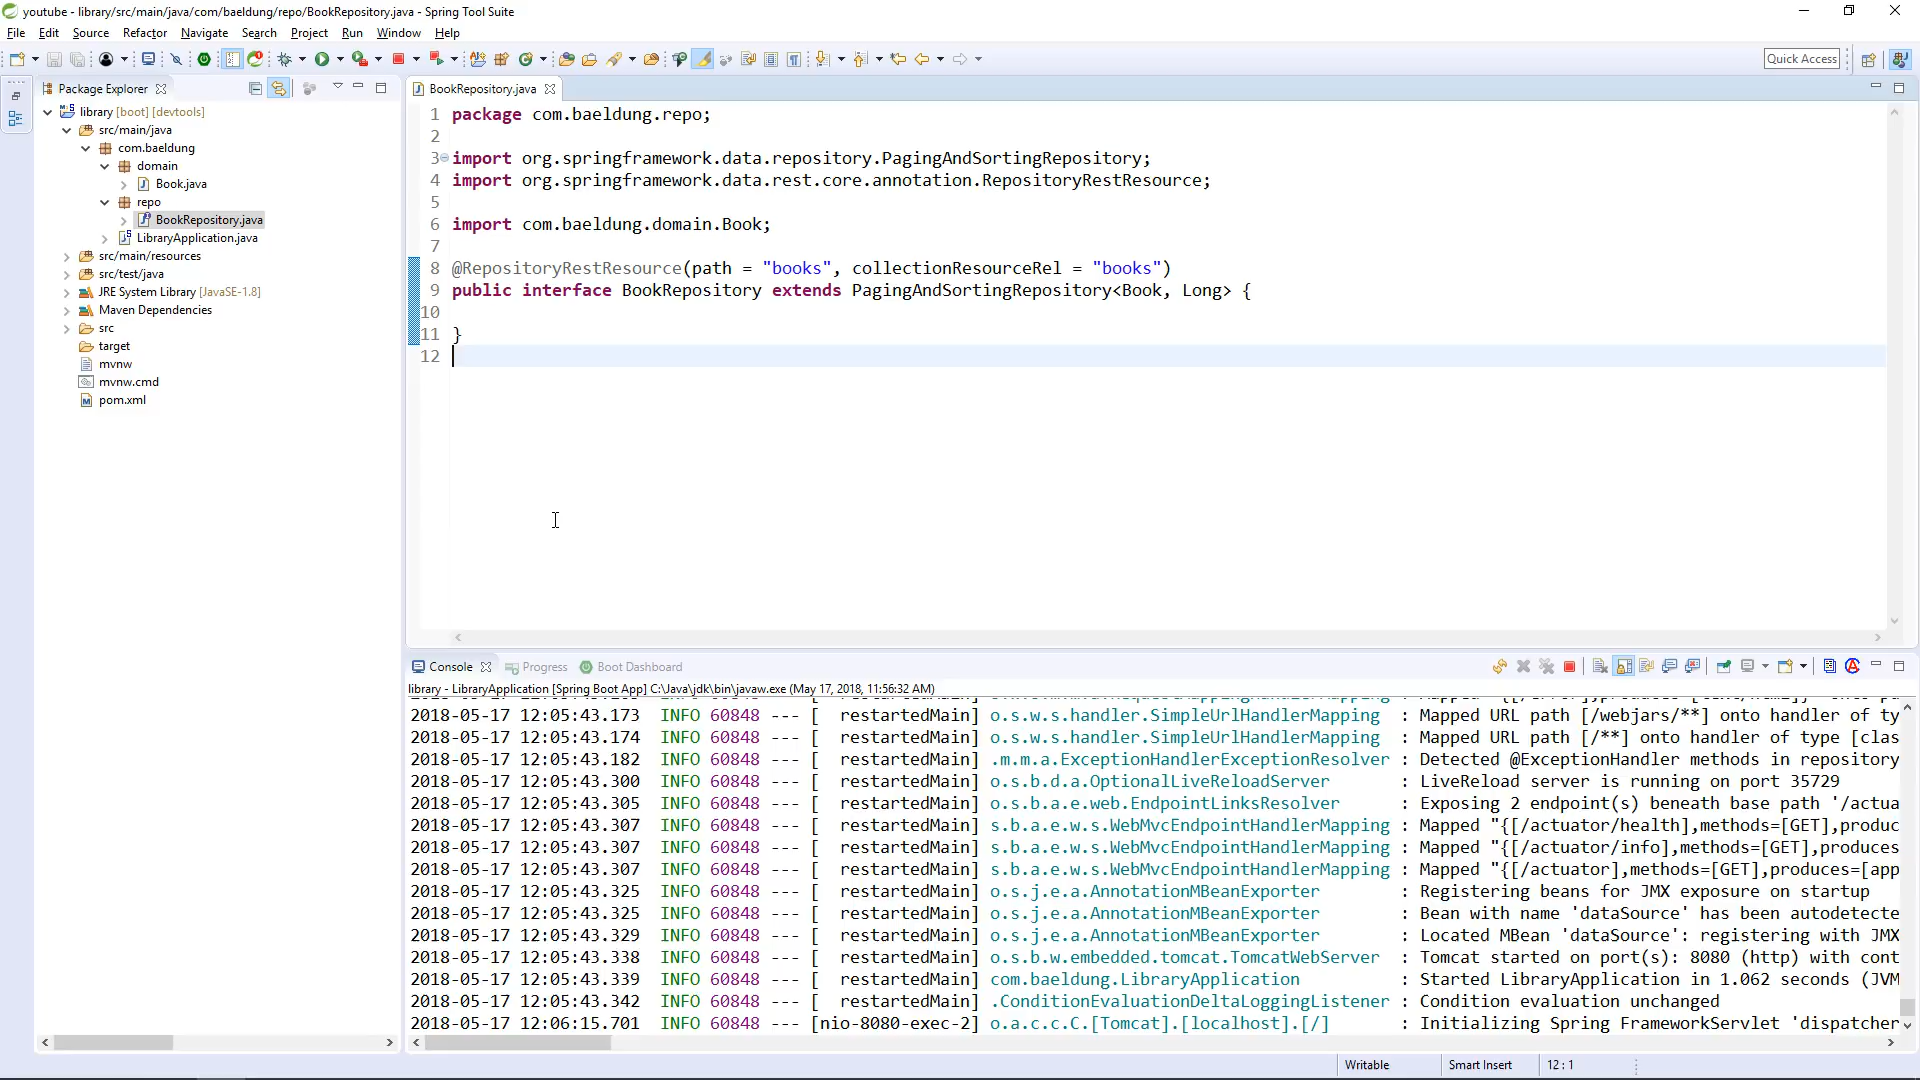 youtube - library/src/main/java/com/baeldung/repo/BookRepository.java - Spring Tool Suite
File Edit Source Refactor Navigate Search Project Run Window Help
Quick Access
Package Explorer
library [boot] [devtools]
src/main/java
com.baeldung
domain
Book.java
repo
BookRepository.java
LibraryApplication.java
src/main/resources
src/test/java
JRE System Library [JavaSE-1.8]
Maven Dependencies
src
target
mvnw
mvnw.cmd
pom.xml
BookRepository.java
1 package com.baeldung.repo;
2
3 import org.springframework.data.repository.PagingAndSortingRepository;
4 import org.springframework.data.rest.core.annotation.RepositoryRestResource;
5
6 import com.baeldung.domain.Book;
7
8 @RepositoryRestResource(path = "books", collectionResourceRel = "books")
9 public interface BookRepository extends PagingAndSortingRepository<Book, Long> {
10
11 }
12
Console Progress Boot Dashboard
library - LibraryApplication [Spring Boot App] C:\Java\jdk\bin\javaw.exe (May 17, 2018, 11:56:32 AM)
2018-05-17 12:05:43.173 INFO 60848 --- [ restartedMain] o.s.w.s.handler.SimpleUrlHandlerMapping : Mapped URL path [/webjars/**] onto handler of ty
2018-05-17 12:05:43.174 INFO 60848 --- [ restartedMain] o.s.w.s.handler.SimpleUrlHandlerMapping : Mapped URL path [/**] onto handler of type [clas
2018-05-17 12:05:43.182 INFO 60848 --- [ restartedMain] .m.m.a.ExceptionHandlerExceptionResolver : Detected @ExceptionHandler methods in repository
2018-05-17 12:05:43.300 INFO 60848 --- [ restartedMain] o.s.b.d.a.OptionalLiveReloadServer : LiveReload server is running on port 35729
2018-05-17 12:05:43.305 INFO 60848 --- [ restartedMain] o.s.b.a.e.web.EndpointLinksResolver : Exposing 2 endpoint(s) beneath base path '/actua
2018-05-17 12:05:43.307 INFO 60848 --- [ restartedMain] s.b.a.e.w.s.WebMvcEndpointHandlerMapping : Mapped "{[/actuator/health],methods=[GET],produc
2018-05-17 12:05:43.307 INFO 60848 --- [ restartedMain] s.b.a.e.w.s.WebMvcEndpointHandlerMapping : Mapped "{[/actuator/info],methods=[GET],produces
2018-05-17 12:05:43.307 INFO 60848 --- [ restartedMain] s.b.a.e.w.s.WebMvcEndpointHandlerMapping : Mapped "{[/actuator],methods=[GET],produces=[app
2018-05-17 12:05:43.325 INFO 60848 --- [ restartedMain] o.s.j.e.a.AnnotationMBeanExporter : Registering beans for JMX exposure on startup
2018-05-17 12:05:43.325 INFO 60848 --- [ restartedMain] o.s.j.e.a.AnnotationMBeanExporter : Bean with name 'dataSource' has been autodetecte
2018-05-17 12:05:43.329 INFO 60848 --- [ restartedMain] o.s.j.e.a.AnnotationMBeanExporter : Located MBean 'dataSource': registering with JMX
2018-05-17 12:05:43.338 INFO 60848 --- [ restartedMain] o.s.b.w.embedded.tomcat.TomcatWebServer : Tomcat started on port(s): 8080 (http) with cont
2018-05-17 12:05:43.339 INFO 60848 --- [ restartedMain] com.baeldung.LibraryApplication : Started LibraryApplication in 1.062 seconds (JVM
2018-05-17 12:05:43.342 INFO 60848 --- [ restartedMain] .ConditionEvaluationDeltaLoggingListener : Condition evaluation unchanged
2018-05-17 12:06:15.701 INFO 60848 --- [nio-8080-exec-2] o.a.c.c.C.[Tomcat].[localhost].[/] : Initializing Spring FrameworkServlet 'dispatcher
Writable Smart Insert 12 : 1